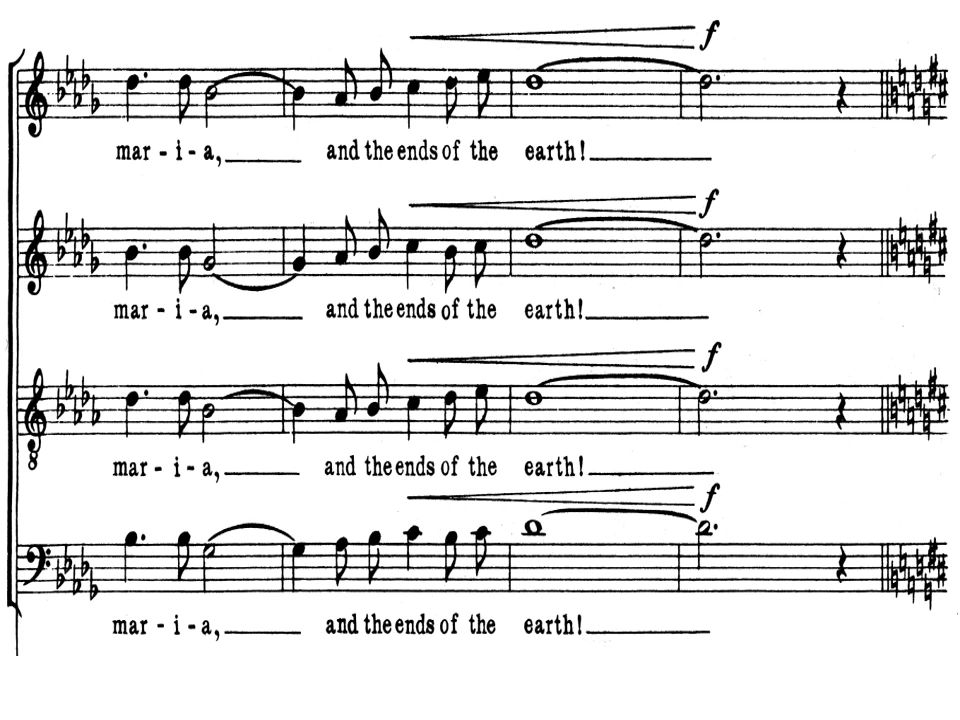 f
mar - i - a, and the ends of the earth!
f
mar - i - a, and the ends of the earth!
f
mar - i - a, and the ends of the earth!
8
f
mar - i - a, and the ends of the earth!